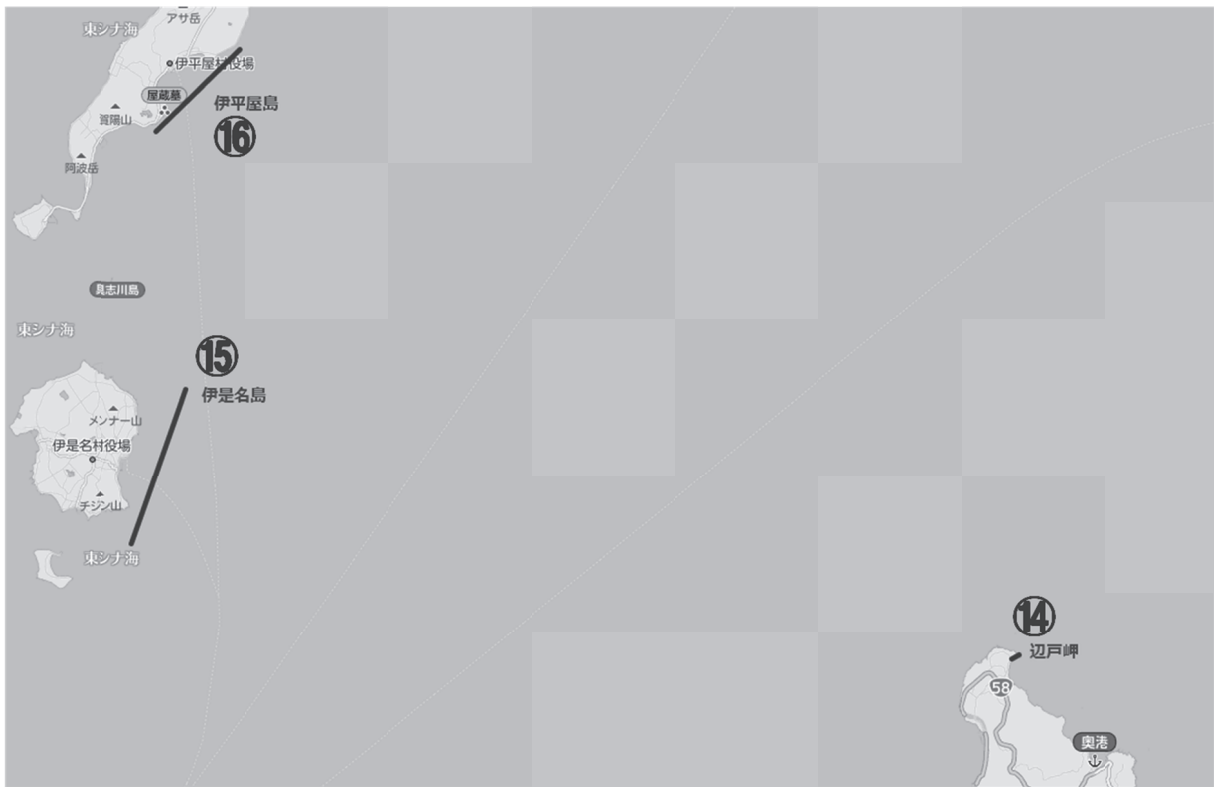 アサ岳
東シナ海
伊平屋村役場
屋蔵墓
伊平屋島
賀陽山
⑯
阿波岳
具志川島
東シナ海
⑮
伊是名島
メンナー山
伊是名村役場
チジン山
東シナ海
⑭
辺戸岬
58
奥港